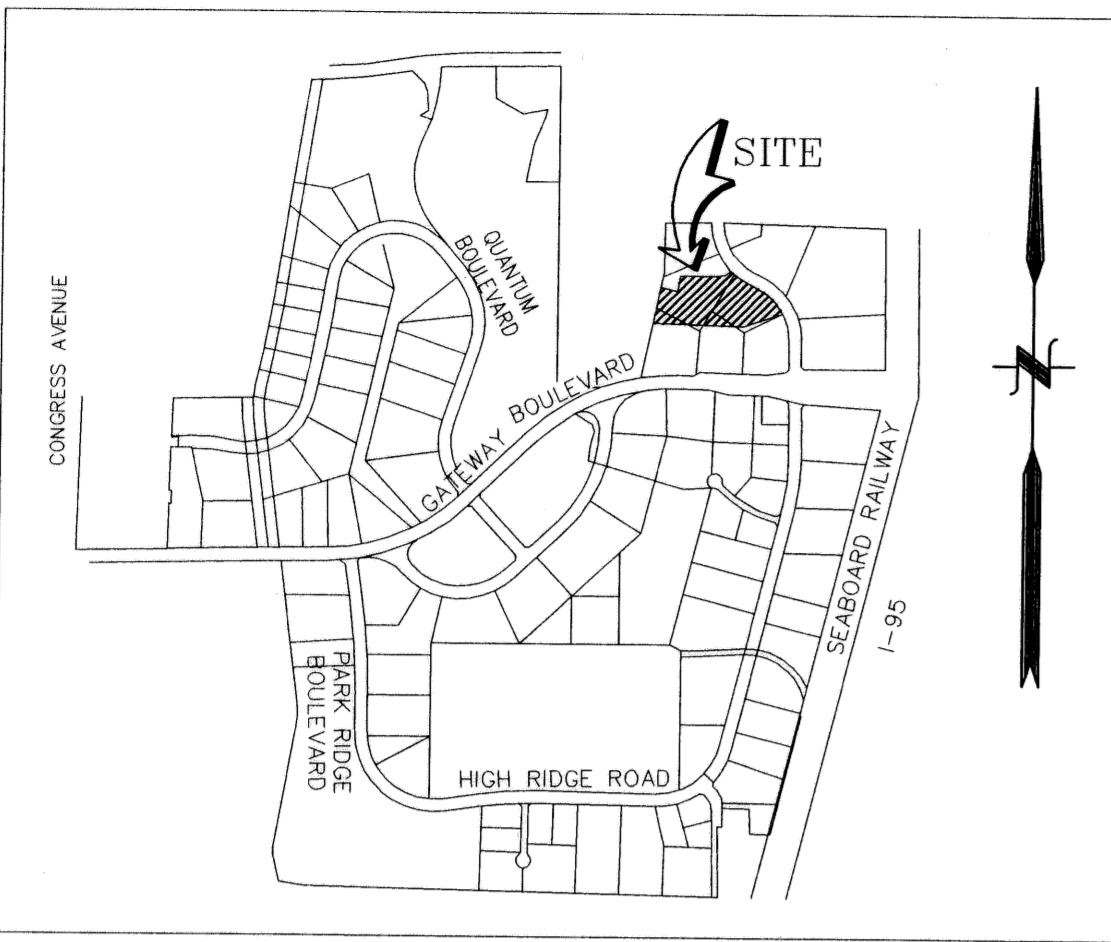 SITE
QUANTUM
BOULEVARD
CONGRESS AVENUE
GATEWAY BOULEVARD
SEABOARD RAILWAY
I-95
PARK RIDGE
BOULEVARD
HIGH RIDGE ROAD
N